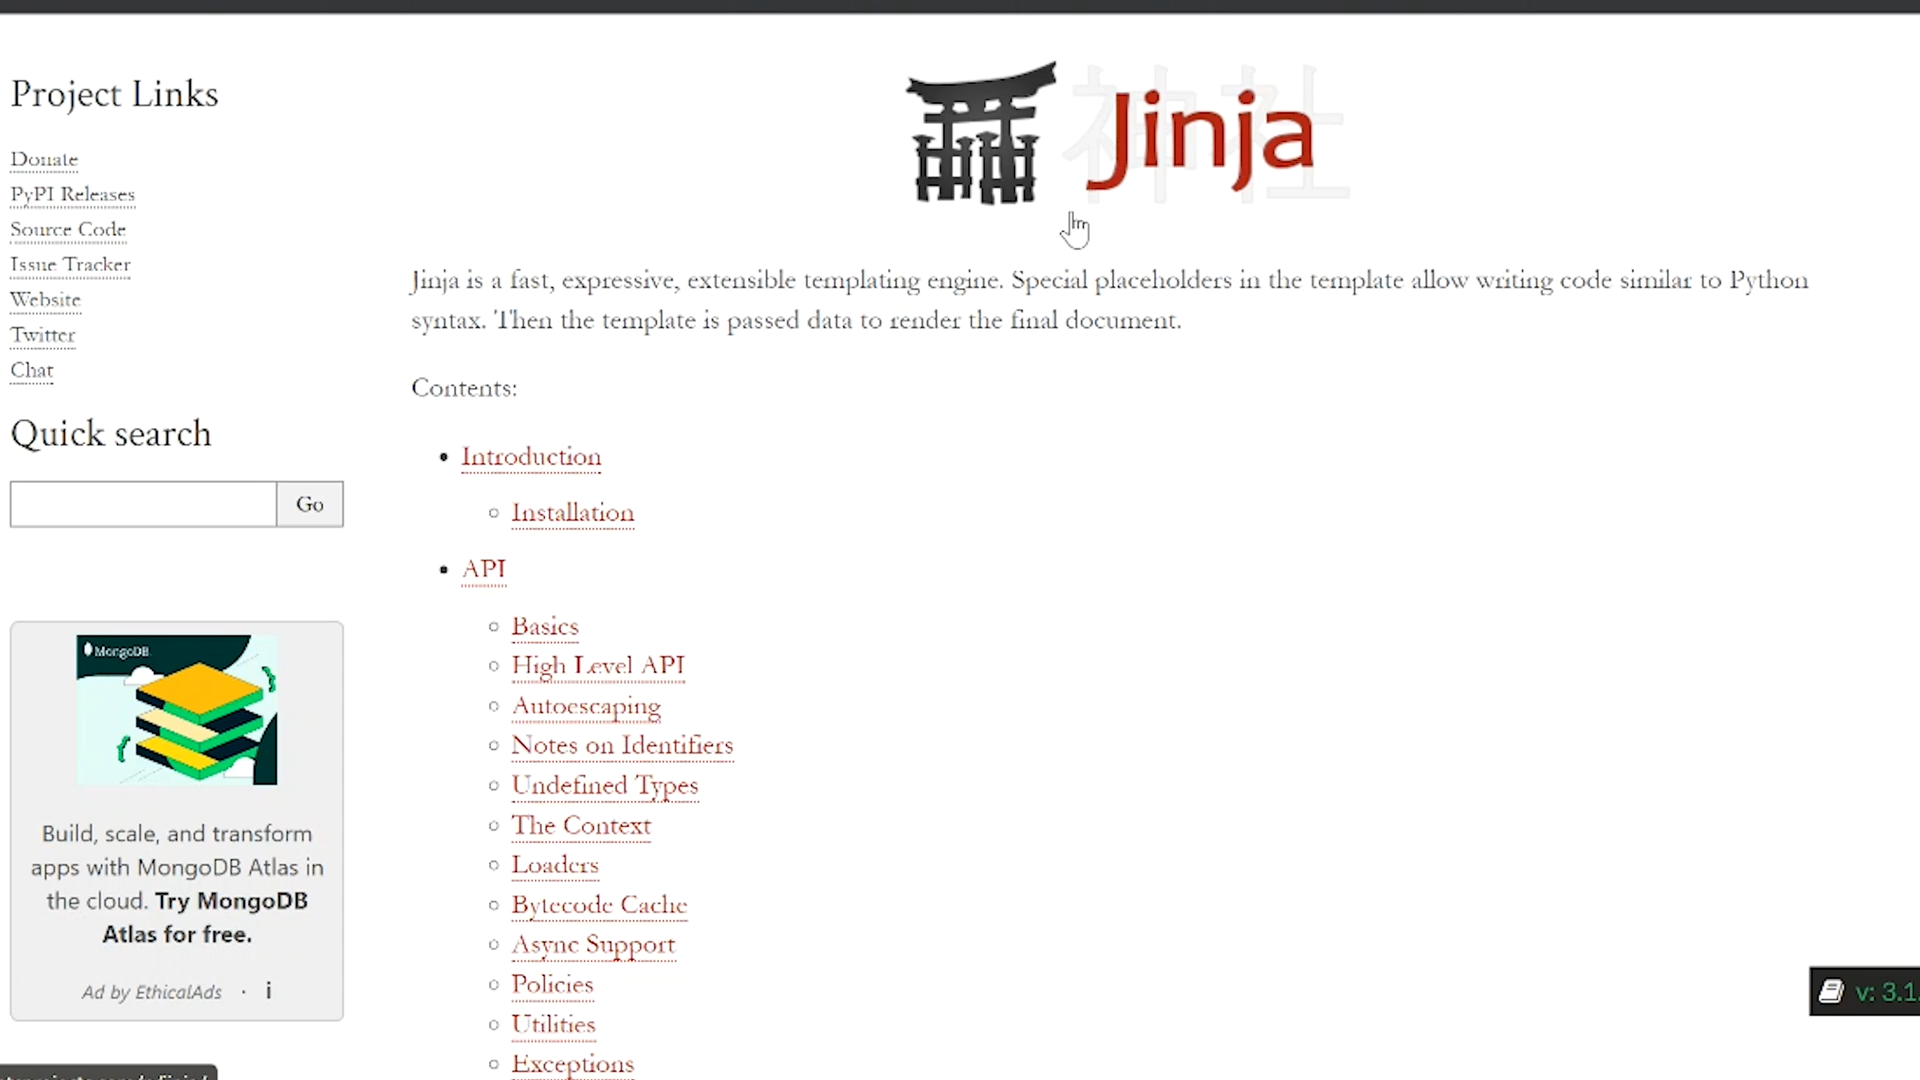 Project Links
Donate
PyPI Releases
Source Code
Issue Tracker
Website
Twitter
Chat
Quick search
Go
MongoDB
Build, scale, and transform
apps with MongoDB Atlas in
the cloud. Try MongoDB
Atlas for free.
Ad by EthicalAds · i
神社
Jinja
Jinja is a fast, expressive, extensible templating engine. Special placeholders in the template allow writing code similar to Python
syntax. Then the template is passed data to render the final document.
Contents:
Introduction
Installation
API
Basics
High Level API
Autoescaping
Notes on Identifiers
Undefined Types
The Context
Loaders
Bytecode Cache
Async Support
Policies
Utilities
Exceptions
v: 3.1.